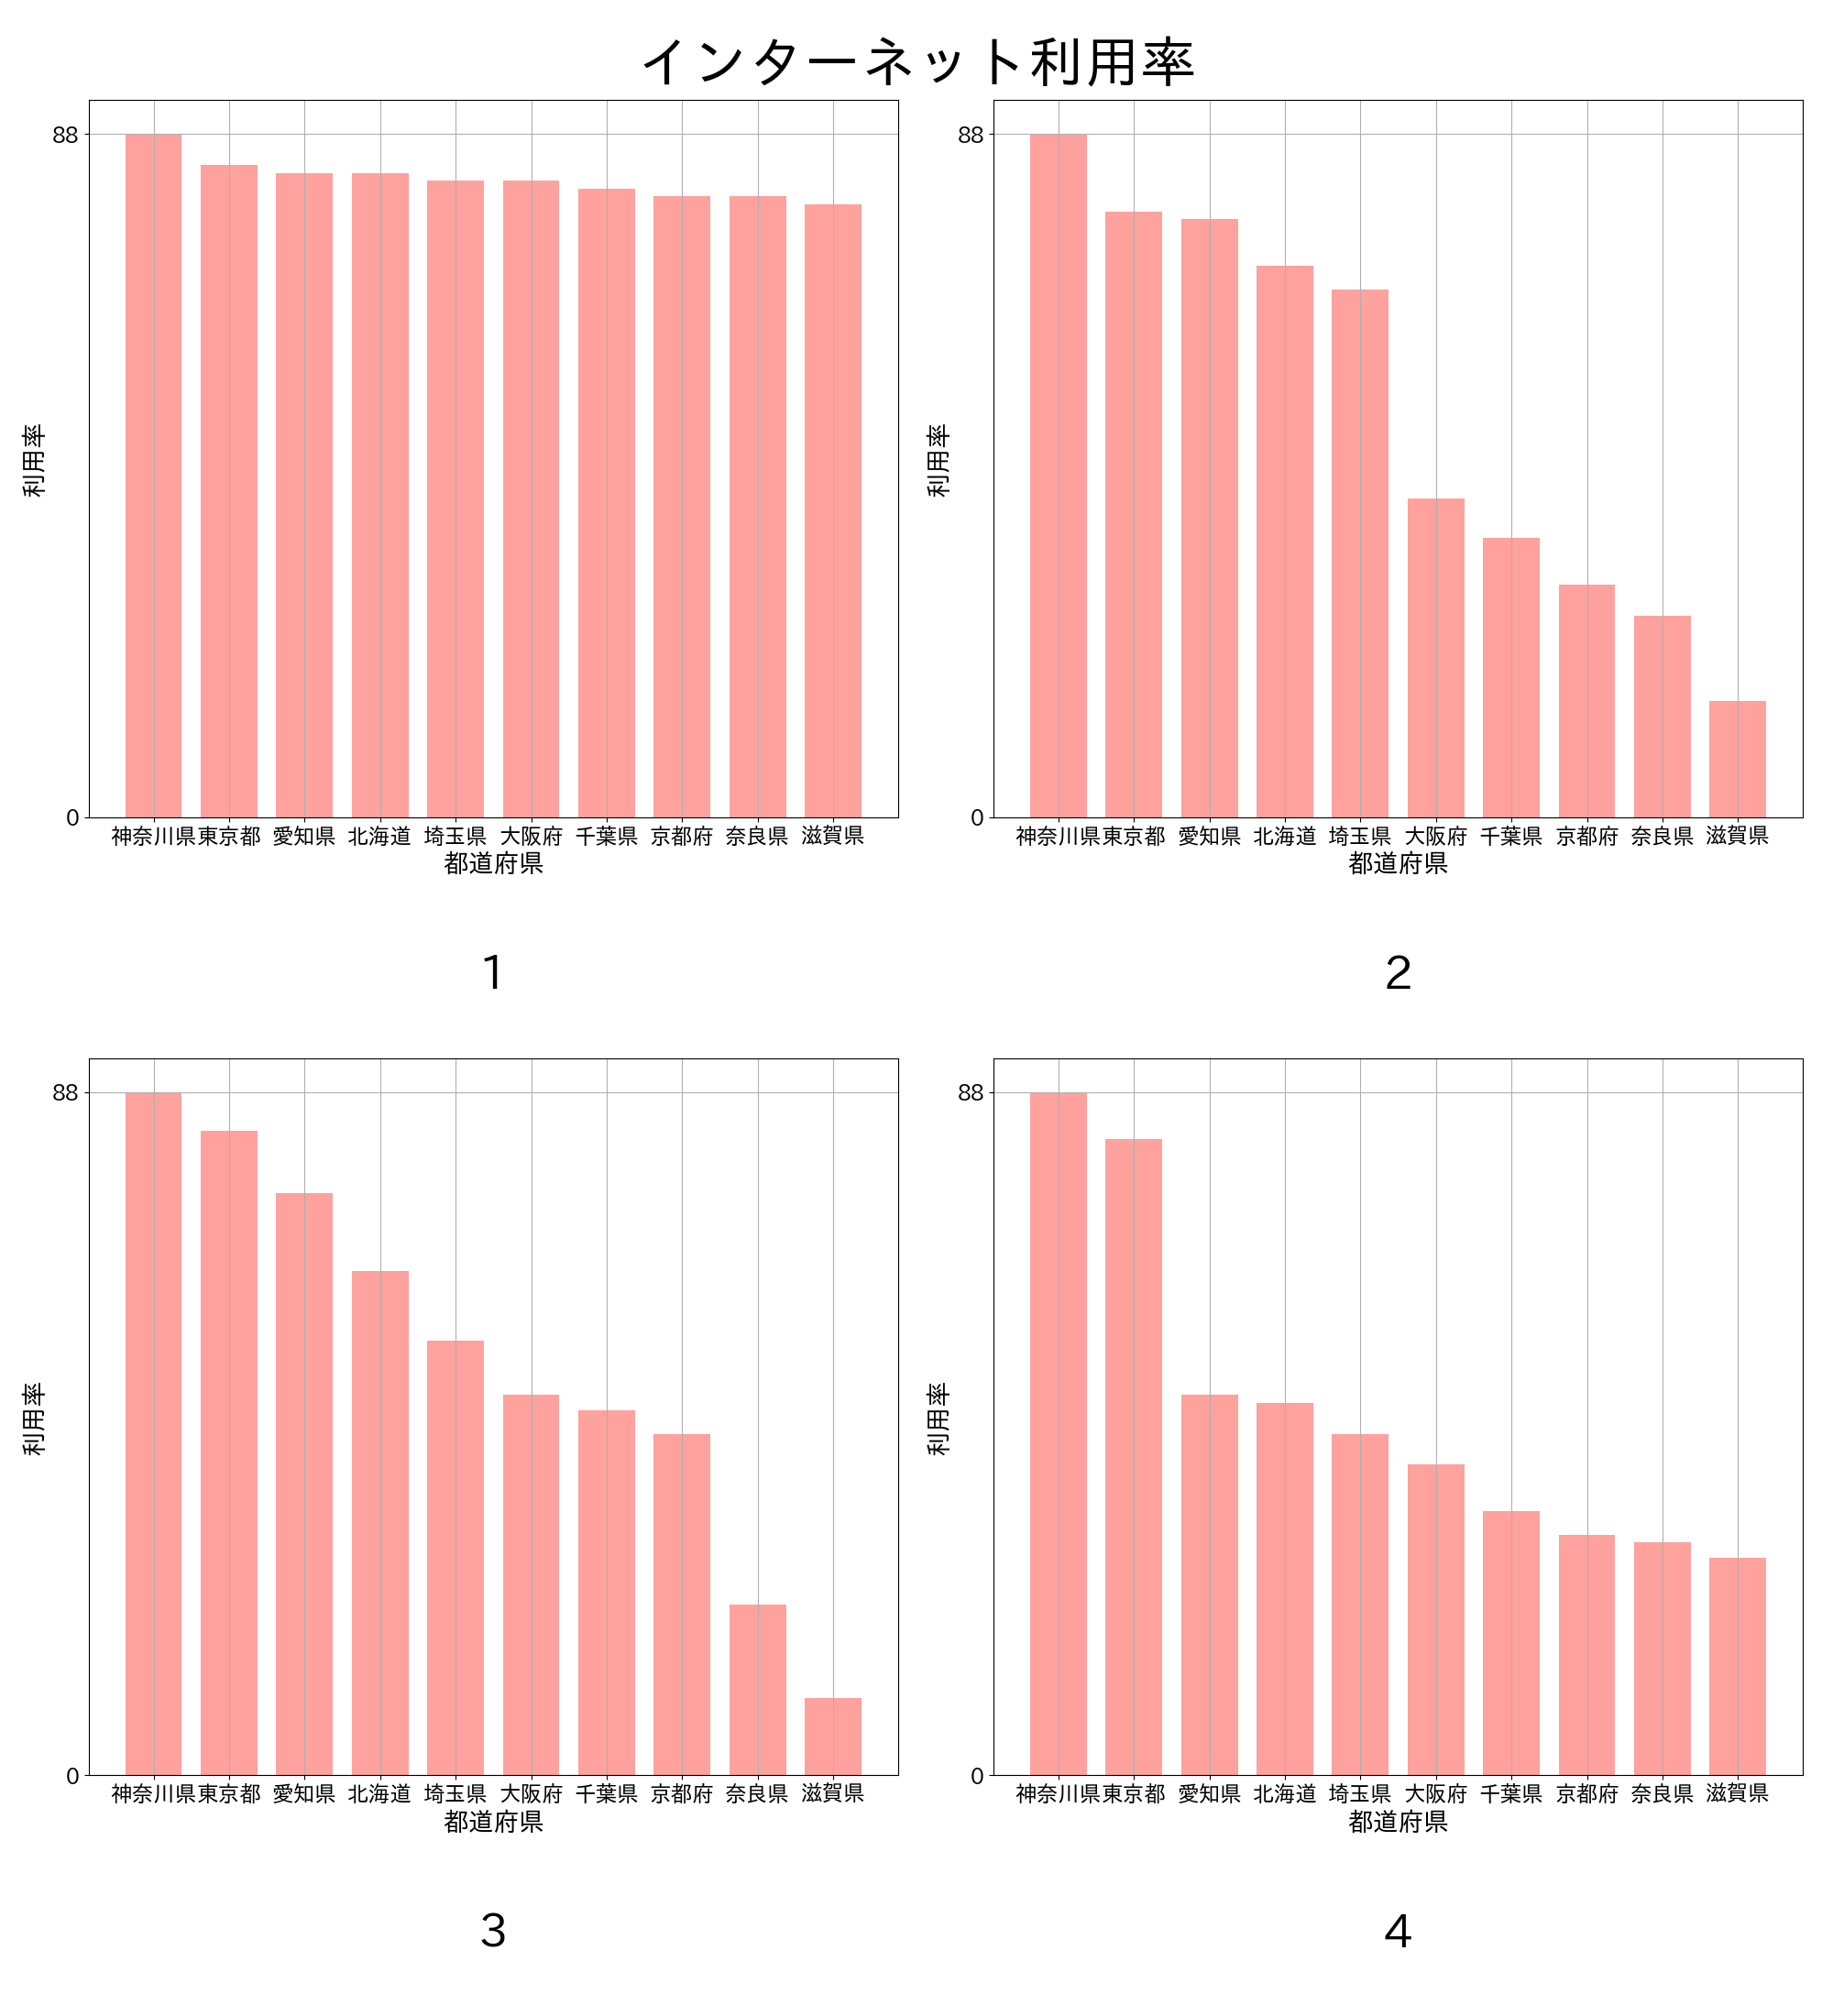 インターネット利用率
88
0
利用率
神奈川県 東京都 愛知県 北海道 埼玉県 大阪府 千葉県 京都府 奈良県 滋賀県
都道府県
1
88
0
利用率
神奈川県 東京都 愛知県 北海道 埼玉県 大阪府 千葉県 京都府 奈良県 滋賀県
都道府県
2
88
0
利用率
神奈川県 東京都 愛知県 北海道 埼玉県 大阪府 千葉県 京都府 奈良県 滋賀県
都道府県
3
88
0
利用率
神奈川県 東京都 愛知県 北海道 埼玉県 大阪府 千葉県 京都府 奈良県 滋賀県
都道府県
4